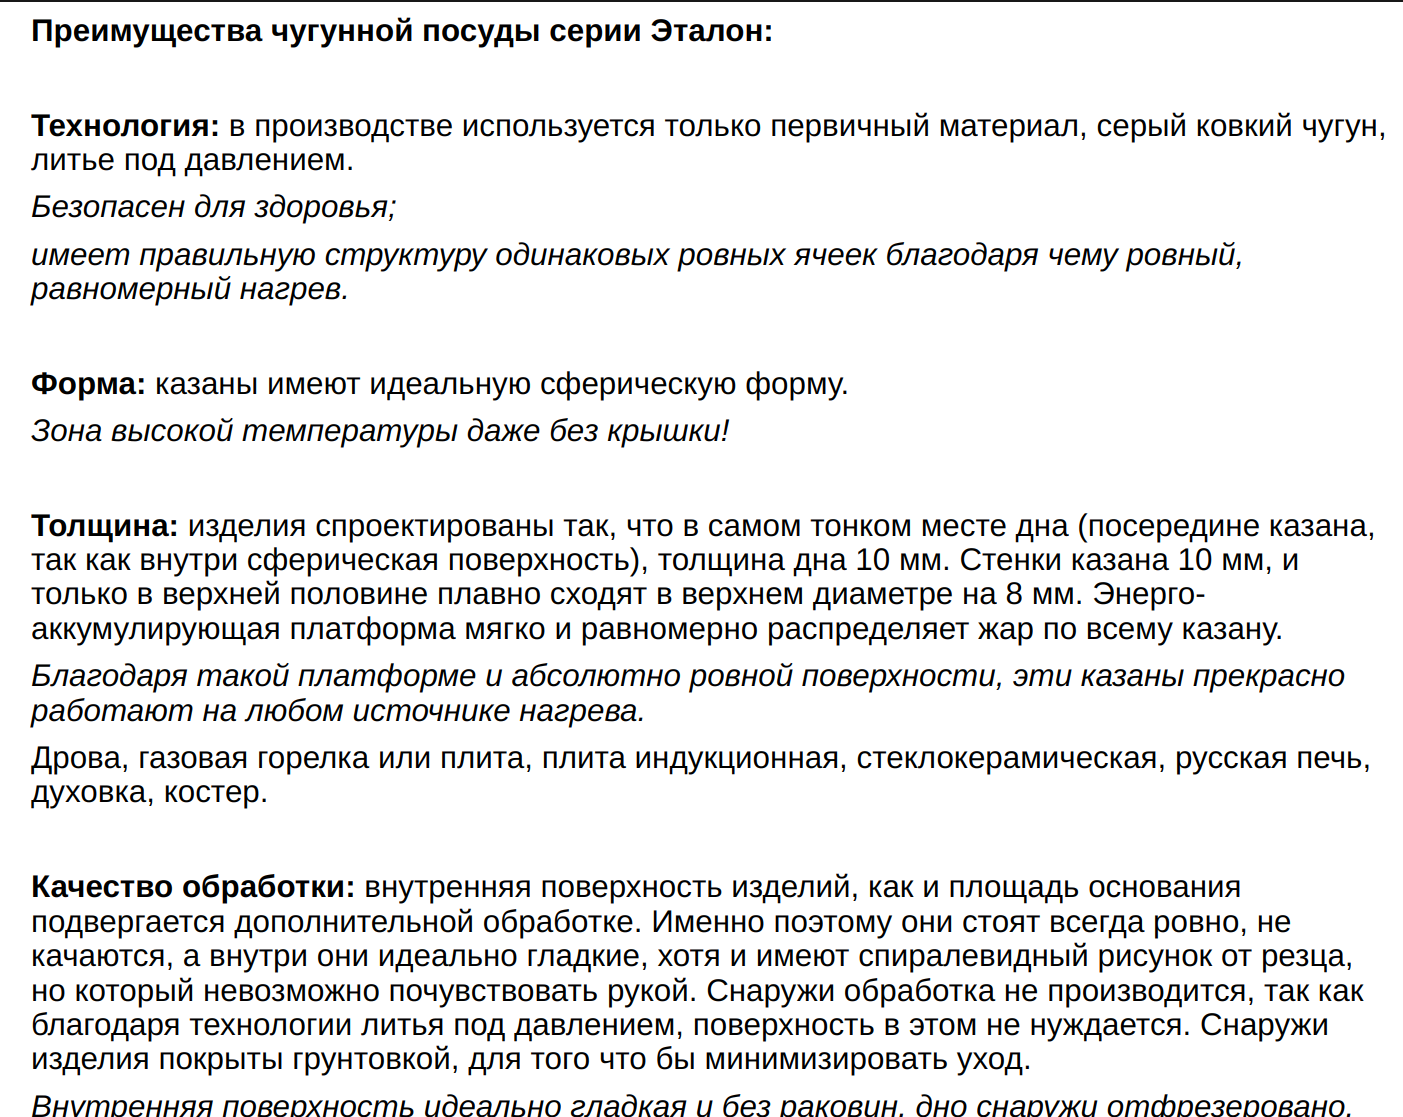 Преимущества чугунной посуды серии Эталон:
Технология: в производстве используется только первичный материал, серый ковкий чугун,
литье под давлением.
Безопасен для здоровья;
имеет правильную структуру одинаковых ровных ячеек благодаря чему ровный,
равномерный нагрев.
Форма: казаны имеют идеальную сферическую форму.
Зона высокой температуры даже без крышки!
Толщина: изделия спроектированы так, что в самом тонком месте дна (посередине казана,
так как внутри сферическая поверхность), толщина дна 10 мм. Стенки казана 10 мм, и
только в верхней половине плавно сходят в верхнем диаметре на 8 мм. Энерго-
аккумулирующая платформа мягко и равномерно распределяет жар по всему казану.
Благодаря такой платформе и абсолютно ровной поверхности, эти казаны прекрасно
работают на любом источнике нагрева.
Дрова, газовая горелка или плита, плита индукционная, стеклокерамическая, русская печь,
духовка, костер.
Качество обработки: внутренняя поверхность изделий, как и площадь основания
подвергается дополнительной обработке. Именно поэтому они стоят всегда ровно, не
качаются, а внутри они идеально гладкие, хотя и имеют спиралевидный рисунок от резца,
но который невозможно почувствовать рукой. Снаружи обработка не производится, так как
благодаря технологии литья под давлением, поверхность в этом не нуждается. Снаружи
изделия покрыты грунтовкой, для того что бы минимизировать уход.
Внутренняя поверхность идеально гладкая и без раковин, дно снаружи отфрезеровано.